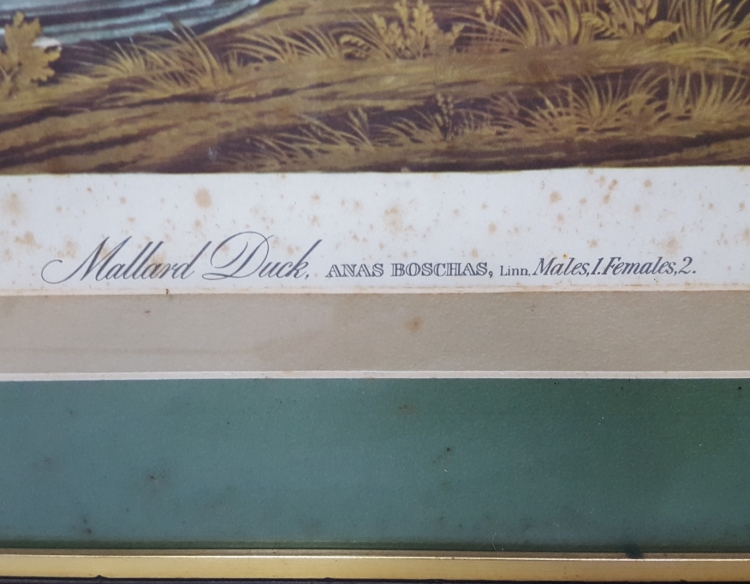 Mallard Duck, ANAS BOSCHAS, Linn. Males,1.Females,2.